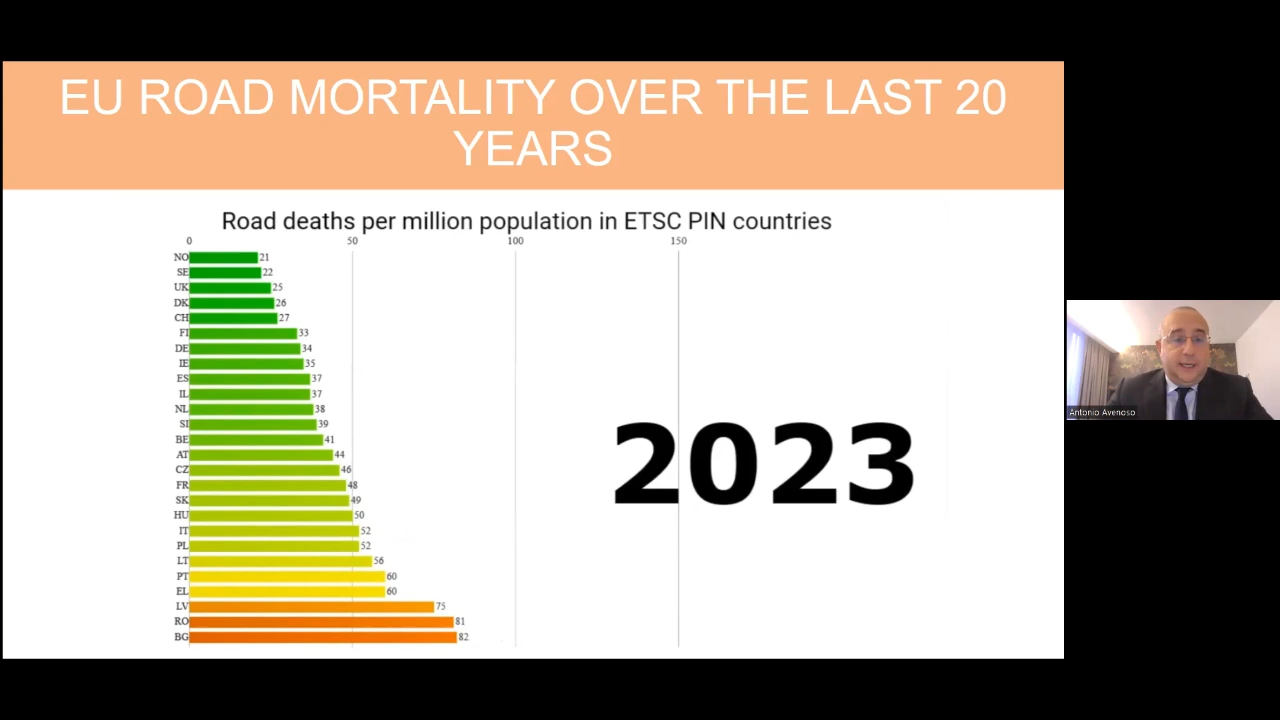 EU ROAD MORTALITY OVER THE LAST 20
YEARS
Road deaths per million population in ETSC PIN countries
0 50 100 150
NO 21
SE 22
UK 25
DK 26
CH 27
FI 33
DE 34
IE 35
ES 37
IL 37
NL 38
SI 39
BE 41
AT 44
CZ 46
FR 48
SK 49
HU 50
IT 52
PL 52
LT 56
PT 60
EL 60
LV 75
RO 81
BG 82
2023
Antonio Avenoso